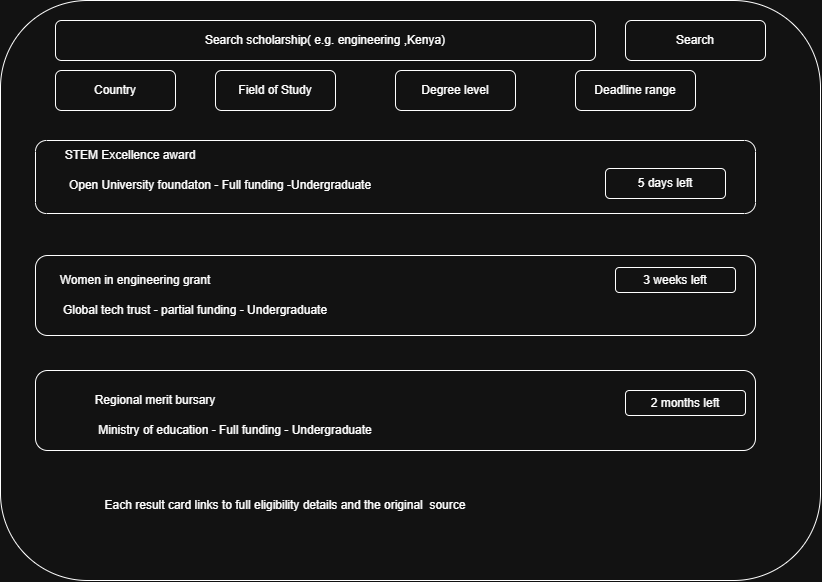 Search scholarship( e.g. engineering ,Kenya)
Search
Country
Field of Study
Degree level
Deadline range
STEM Excellence award
Open University foundaton - Full funding -Undergraduate
5 days left
Women in engineering grant
3 weeks left
Global tech trust - partial funding - Undergraduate
Regional merit bursary
2 months left
Ministry of education - Full funding - Undergraduate
Each result card links to full eligibility details and the original  source